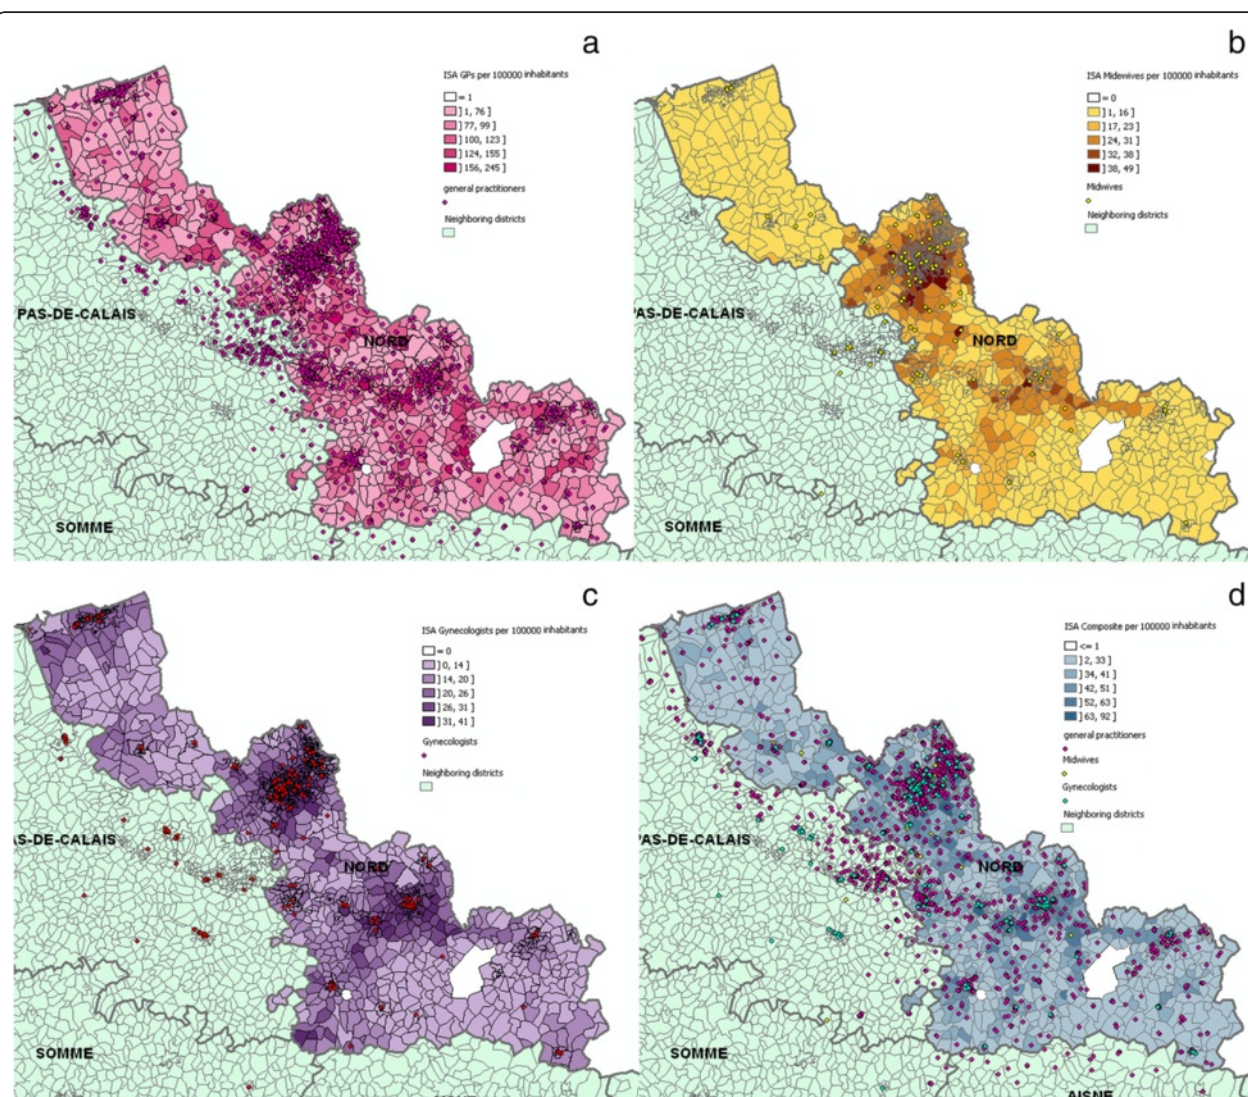 a
ISA GPs per 100000 inhabitants
= 1
] 1, 76 ]
] 77, 99 ]
] 100, 123 ]
] 124, 155 ]
] 156, 245 ]
general practitioners
Neighboring districts
PAS-DE-CALAIS
NORD
SOMME
b
ISA Midewives per 100000 inhabitants
= 0
] 1, 16 ]
] 17, 23 ]
] 24, 31 ]
] 32, 38 ]
] 38, 49 ]
Midwives
Neighboring districts
PAS-DE-CALAIS
NORD
SOMME
c
ISA Gynecologists per 100000 inhabitants
= 0
] 0, 14 ]
] 14, 20 ]
] 20, 26 ]
] 26, 31 ]
] 31, 41 ]
Gynecologists
Neighboring districts
AS-DE-CALAIS
NORD
SOMME
d
ISA Composite per 100000 inhabitants
<= 1
] 2, 33 ]
] 34, 41 ]
] 42, 51 ]
] 52, 63 ]
] 63, 92 ]
general practitioners
Midwives
Gynecologists
Neighboring districts
PAS-DE-CALAIS
NORD
SOMME
AISNE